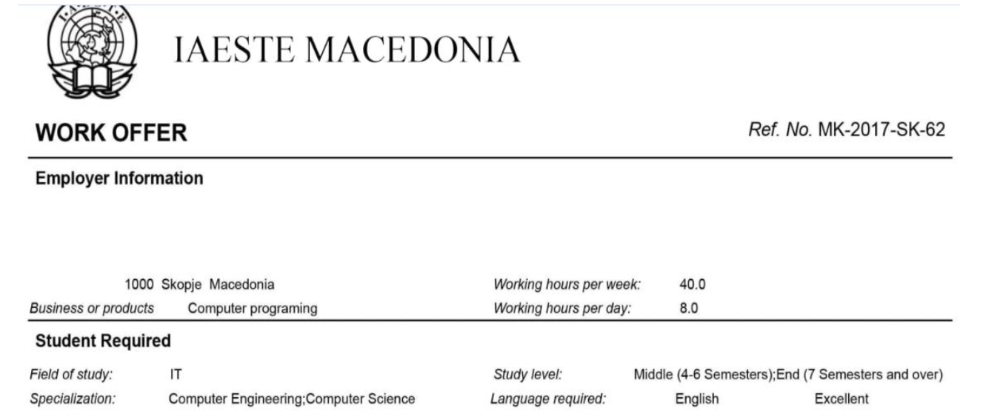 I.A.E.S.T.E
IAESTE MACEDONIA
WORK OFFER Ref. No. MK-2017-SK-62
Employer Information
1000 Skopje Macedonia Working hours per week: 40.0
Business or products Computer programing Working hours per day: 8.0
Student Required
Field of study: IT Study level: Middle (4-6 Semesters);End (7 Semesters and over)
Specialization: Computer Engineering;Computer Science Language required: English Excellent